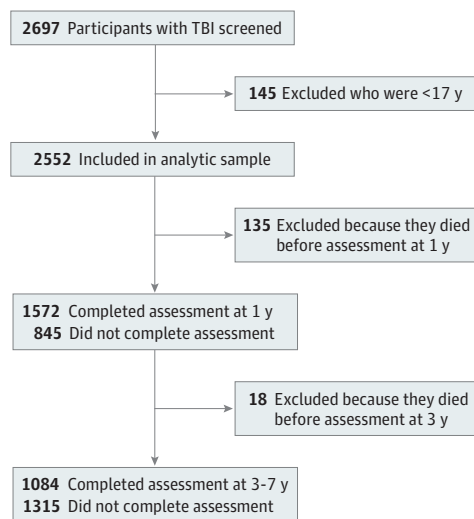 2697 Participants with TBI screened
145 Excluded who were <17 y
2552 Included in analytic sample
135 Excluded because they died
before assessment at 1 y
1572 Completed assessment at 1 y
845 Did not complete assessment
18 Excluded because they died
before assessment at 3 y
1084 Completed assessment at 3-7 y
1315 Did not complete assessment